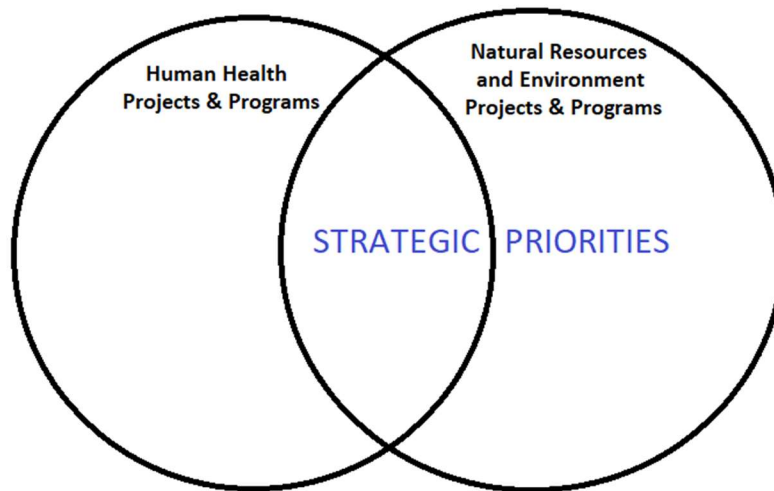 Human Health
Projects & Programs
Natural Resources
and Environment
Projects & Programs
STRATEGIC PRIORITIES